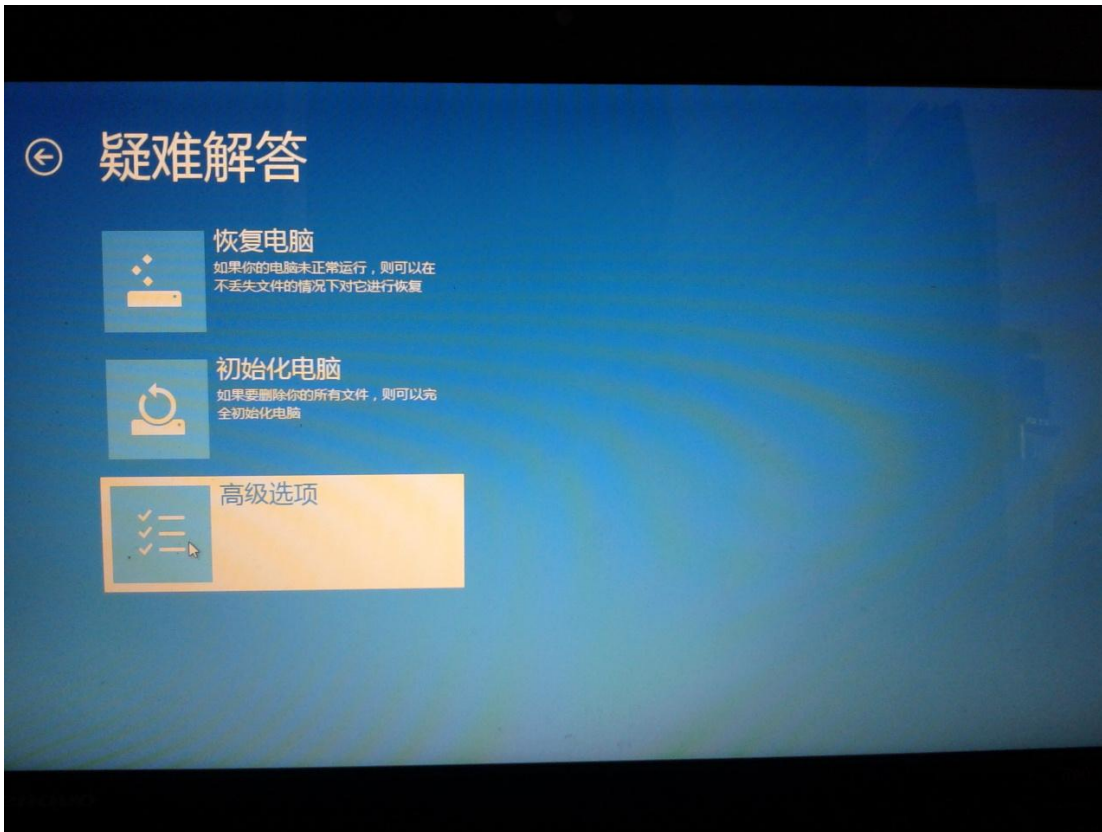 疑难解答
恢复电脑
如果你的电脑未正常运行，则可以在
不丢失文件的情况下对它进行恢复
初始化电脑
如果要删除你的所有文件，则可以完
全初始化电脑
高级选项